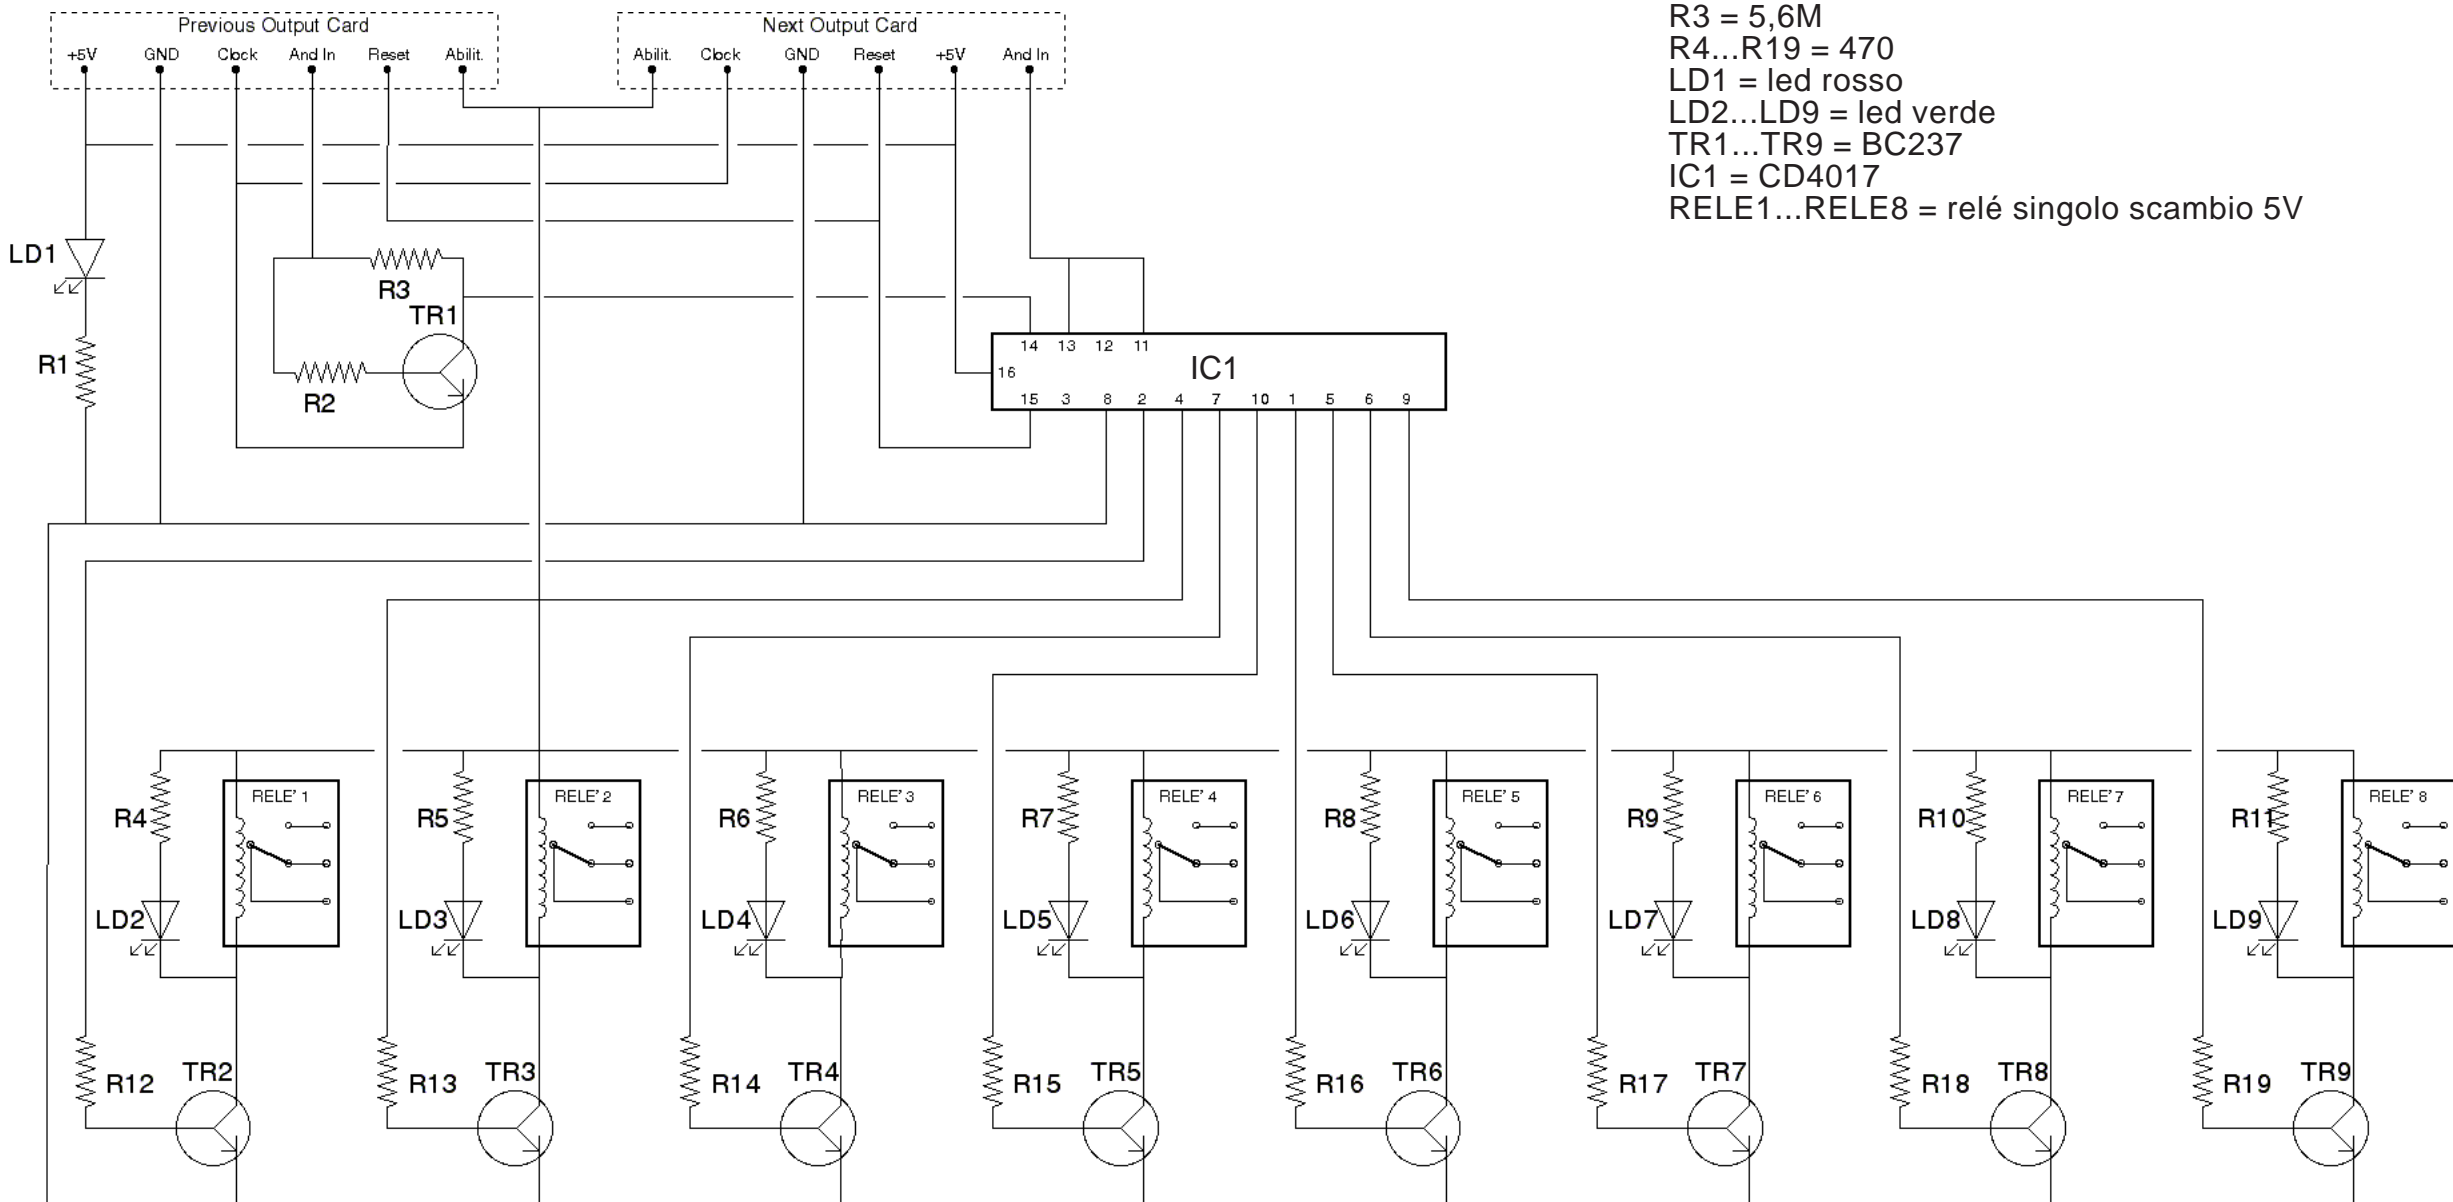 Previous Output Card
Next Output Card
+5V GND Clock And In Reset Abilit.
Abilit. Clock GND Reset +5V And In
R3 = 5,6M
R4...R19 = 470
LD1 = led rosso
LD2...LD9 = led verde
TR1...TR9 = BC237
IC1 = CD4017
RELE1...RELE8 = relé singolo scambio 5V
LD1
R3
TR1
R1
R2
14 13 12 11
IC1
16
15 3 8 2 4 7 10 1 5 6 9
RELE' 1 RELE' 2 RELE' 3 RELE' 4 RELE' 5 RELE' 6 RELE' 7 RELE' 8
R4 R5 R6 R7 R8 R9 R10 R11
LD2 LD3 LD4 LD5 LD6 LD7 LD8 LD9
TR2 TR3 TR4 TR5 TR6 TR7 TR8 TR9
R12 R13 R14 R15 R16 R17 R18 R19